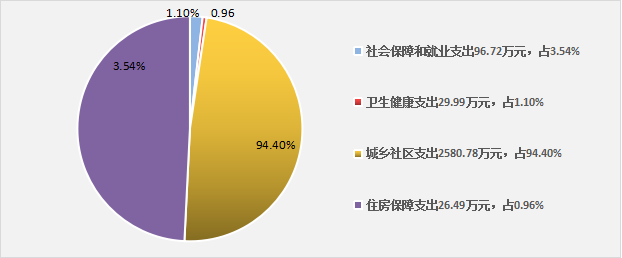 1.10% 0.96
3.54%
94.40%
社会保障和就业支出96.72万元，占3.54%
卫生健康支出29.99万元，占1.10%
城乡社区支出2580.78万元，占94.40%
住房保障支出26.49万元，占0.96%